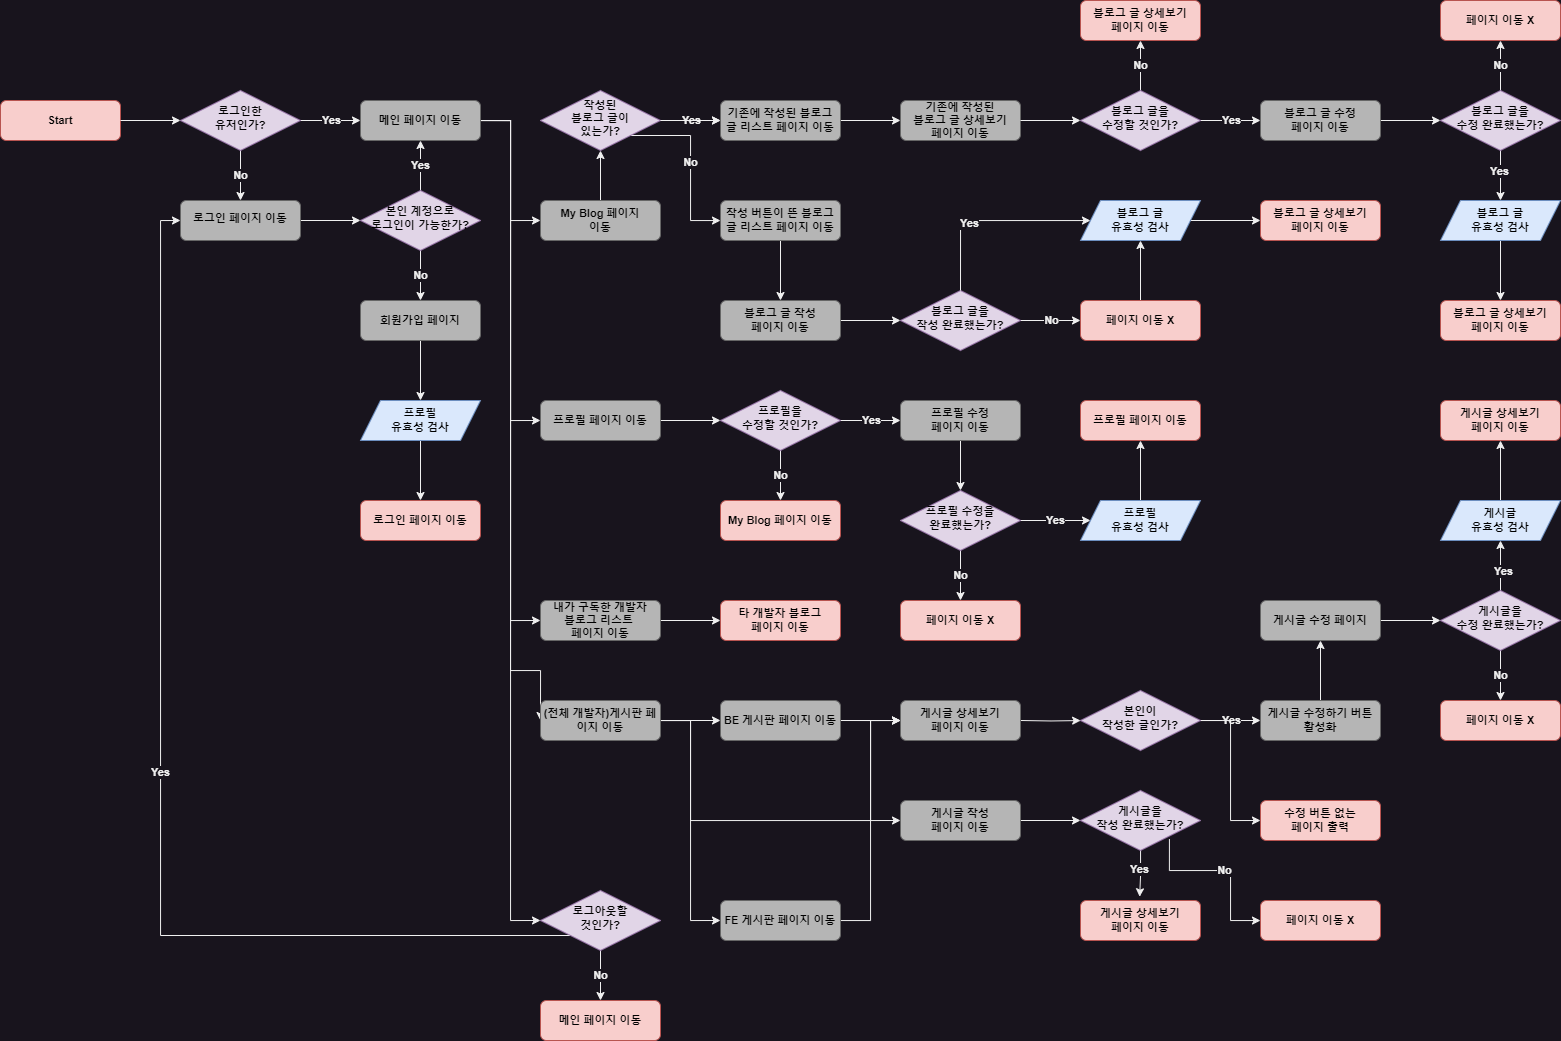 블로그 글 상세보기
페이지 이동
페이지 이동 X
No
No
Start
로그인한
유저인가?
Yes
메인 페이지 이동
작성된
블로그 글이
있는가?
Yes
기존에 작성된 블로그
글 리스트 페이지 이동
기존에 작성된
블로그 글 상세보기
페이지 이동
블로그 글을
수정할 것인가?
Yes
블로그 글 수정
페이지 이동
블로그 글을
수정 완료했는가?
No
Yes
No
Yes
로그인 페이지 이동
본인 계정으로
로그인이 가능한가?
My Blog 페이지
이동
작성 버튼이 뜬 블로그
글 리스트 페이지 이동
Yes
블로그 글
유효성 검사
블로그 글 상세보기
페이지 이동
블로그 글
유효성 검사
No
회원가입 페이지
블로그 글 작성
페이지 이동
블로그 글을
작성 완료했는가?
No
페이지 이동 X
블로그 글 상세보기
페이지 이동
프로필
유효성 검사
프로필 페이지 이동
프로필을
수정할 것인가?
Yes
프로필 수정
페이지 이동
프로필 페이지 이동
게시글 상세보기
페이지 이동
No
로그인 페이지 이동
My Blog 페이지 이동
프로필 수정을
완료했는가?
Yes
프로필
유효성 검사
게시글
유효성 검사
No
Yes
내가 구독한 개발자
블로그 리스트
페이지 이동
타 개발자 블로그
페이지 이동
페이지 이동 X
게시글 수정 페이지
게시글을
수정 완료했는가?
No
(전체 개발자)게시판 페
이지 이동
BE 게시판 페이지 이동
게시글 상세보기
페이지 이동
본인이
작성한 글인가?
Yes
게시글 수정하기 버튼
활성화
페이지 이동 X
Yes
게시글 작성
페이지 이동
게시글을
작성 완료했는가?
수정 버튼 없는
페이지 출력
Yes
No
로그아웃할
것인가?
FE 게시판 페이지 이동
게시글 상세보기
페이지 이동
페이지 이동 X
No
메인 페이지 이동